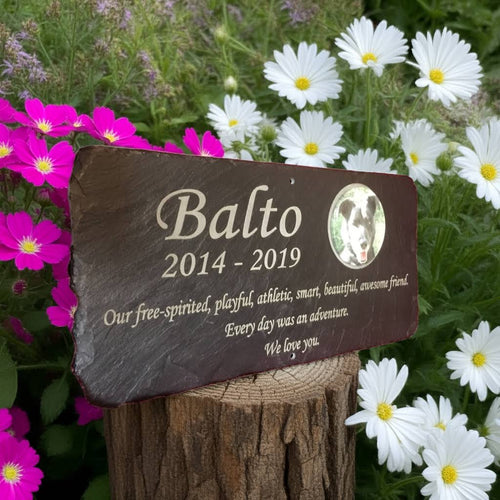 Balto
2014 - 2019
Our free-spirited, playful, athletic, smart, beautiful, awesome friend.
Every day was an adventure.
We love you.